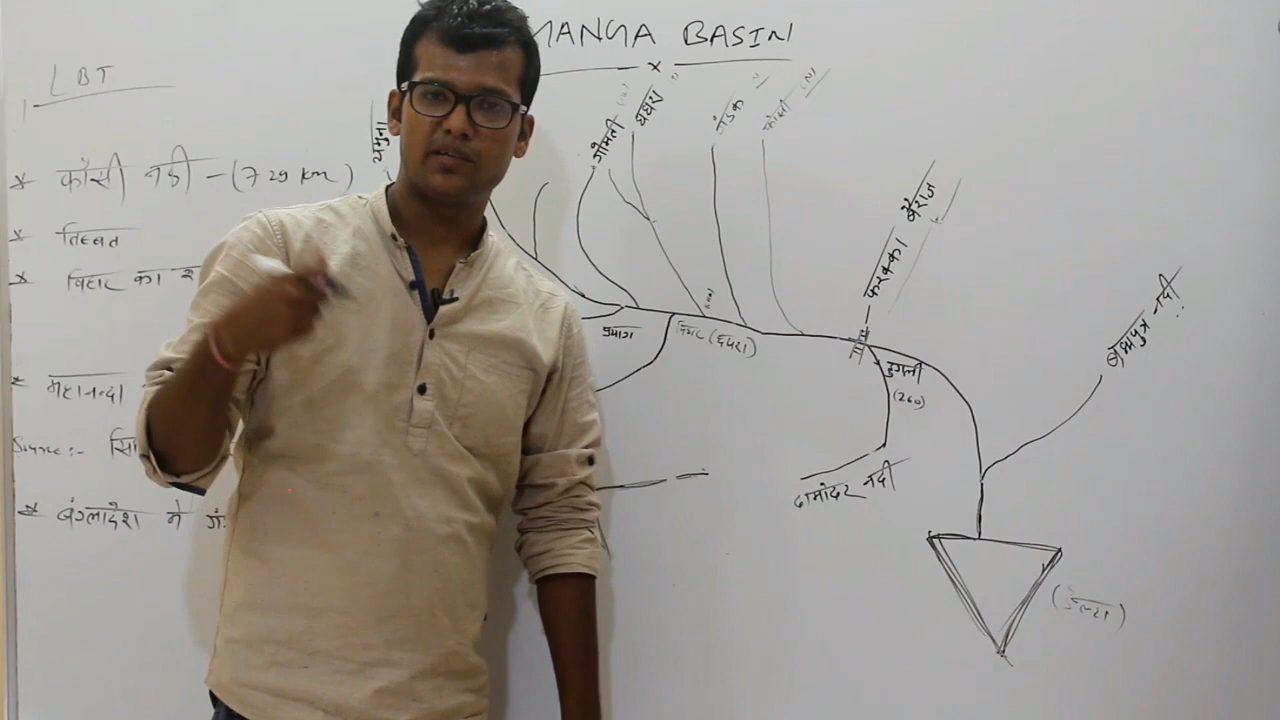 MANGA BASIN
x
LBT
* कॉसी नदी - (729 km)
* तिब्बत
* बिहार का
* महानन्दा
Source:- सि
* बंग्लादेश ने गं
यमुना
गोमती
घाघरा "
गंडक "
कोसी (N)
फरक्का बैराज
प्रयाग
बिहार (छपरा)
हुगली
(260)
दामोदर नदी
ब्रह्मपुत्र नदी
(डेल्टा)